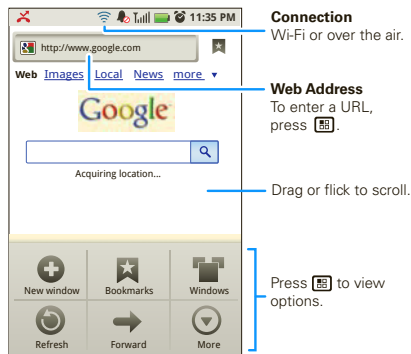 11:35 PM
http://www.google.com
Web Images Local News more
Google
Acquiring location...
New window Bookmarks Windows
Refresh Forward More
Connection
Wi-Fi or over the air.
Web Address
To enter a URL,
press .
Drag or flick to scroll.
Press to view
options.